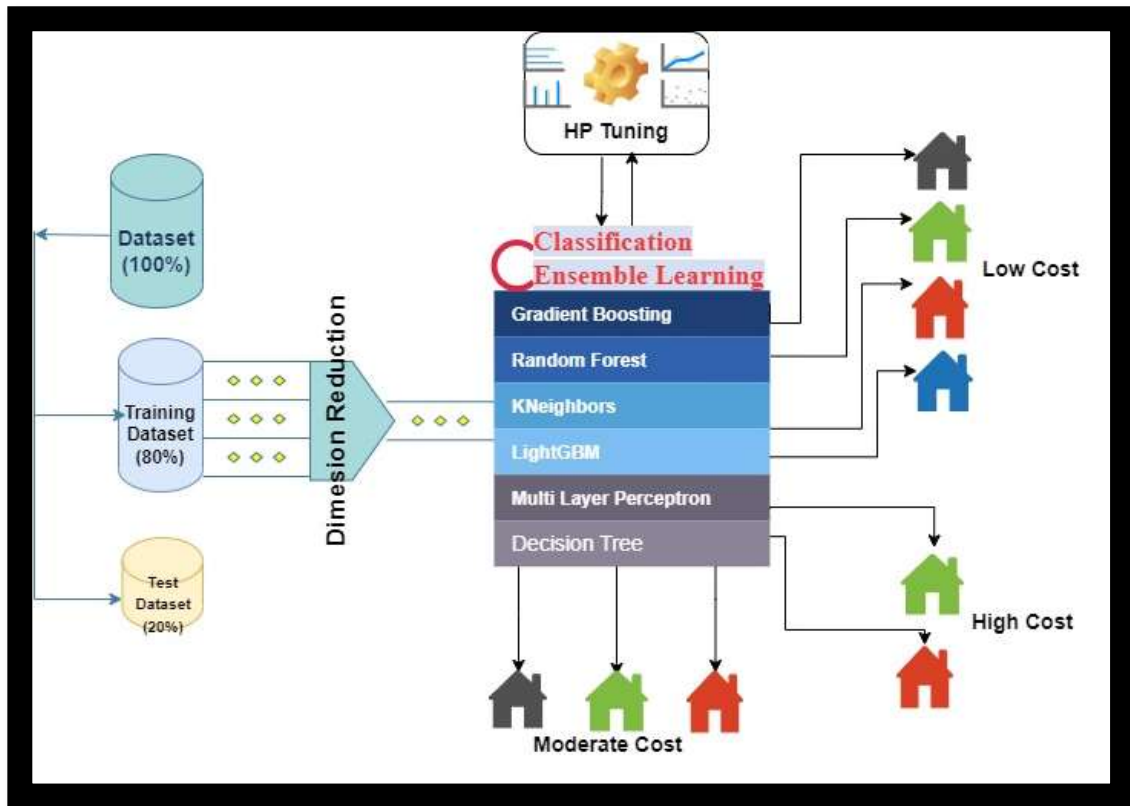 HP Tuning
Dataset
(100%)
Training
Dataset
(80%)
Test
Dataset
(20%)
Dimesion Reduction
Classification
Ensemble Learning
Gradient Boosting
Random Forest
KNeighbors
LightGBM
Multi Layer Perceptron
Decision Tree
Low Cost
High Cost
Moderate Cost